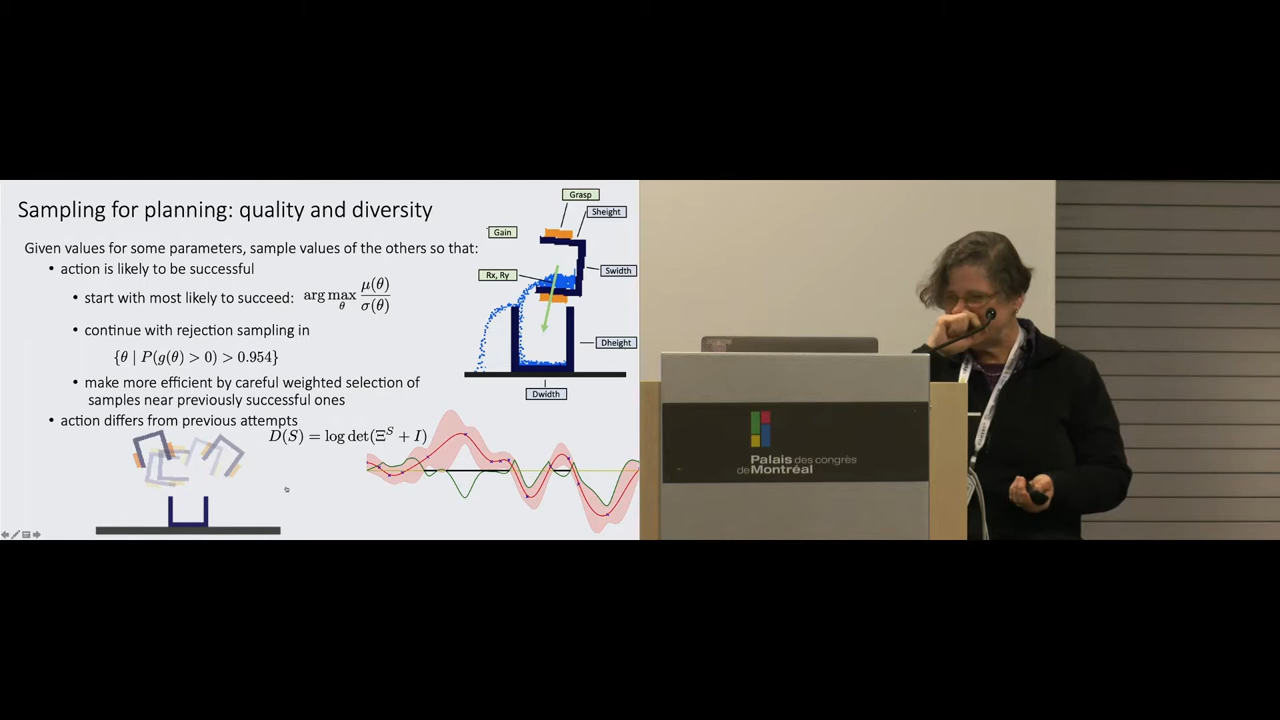 Sampling for planning: quality and diversity
Given values for some parameters, sample values of the others so that:
• action is likely to be successful
• start with most likely to succeed: arg max_θ μ(θ)/σ(θ)
• continue with rejection sampling in
{θ | P(g(θ) > 0) > 0.954}
• make more efficient by careful weighted selection of
samples near previously successful ones
• action differs from previous attempts
D(S) = log det(Ξ^S + I)
Grasp
Sheight
Gain
Swidth
Rx, Ry
Dheight
Dwidth
Palais des congrès
de Montréal